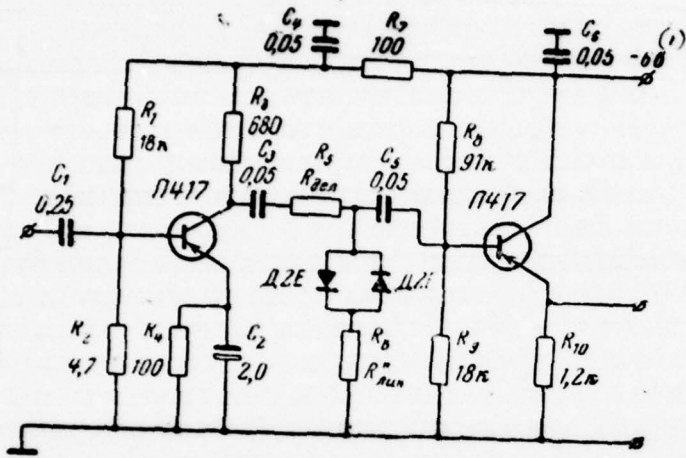 C₄
0,05
R₇
100
C₆
0,05
-6В
(1)
R₁
18к
R₃
680
C₃
0,05
R₅
Rдел
C₅
0,05
R₈
91к
C₁
0,25
П417
П417
Д2Е
R₂
4,7
R₄
100
C₂
2,0
Rлин
R₉
18к
R₁₀
1,2к